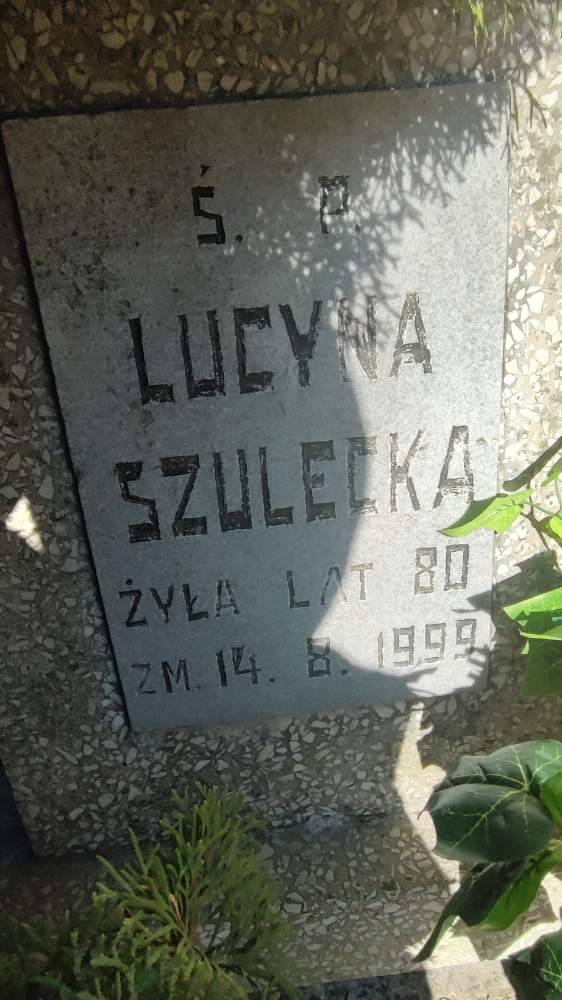 Ś. P.
LUCYNA
SZULECKA
ŻYŁA LAT 80
ZM. 14. 8. 1999